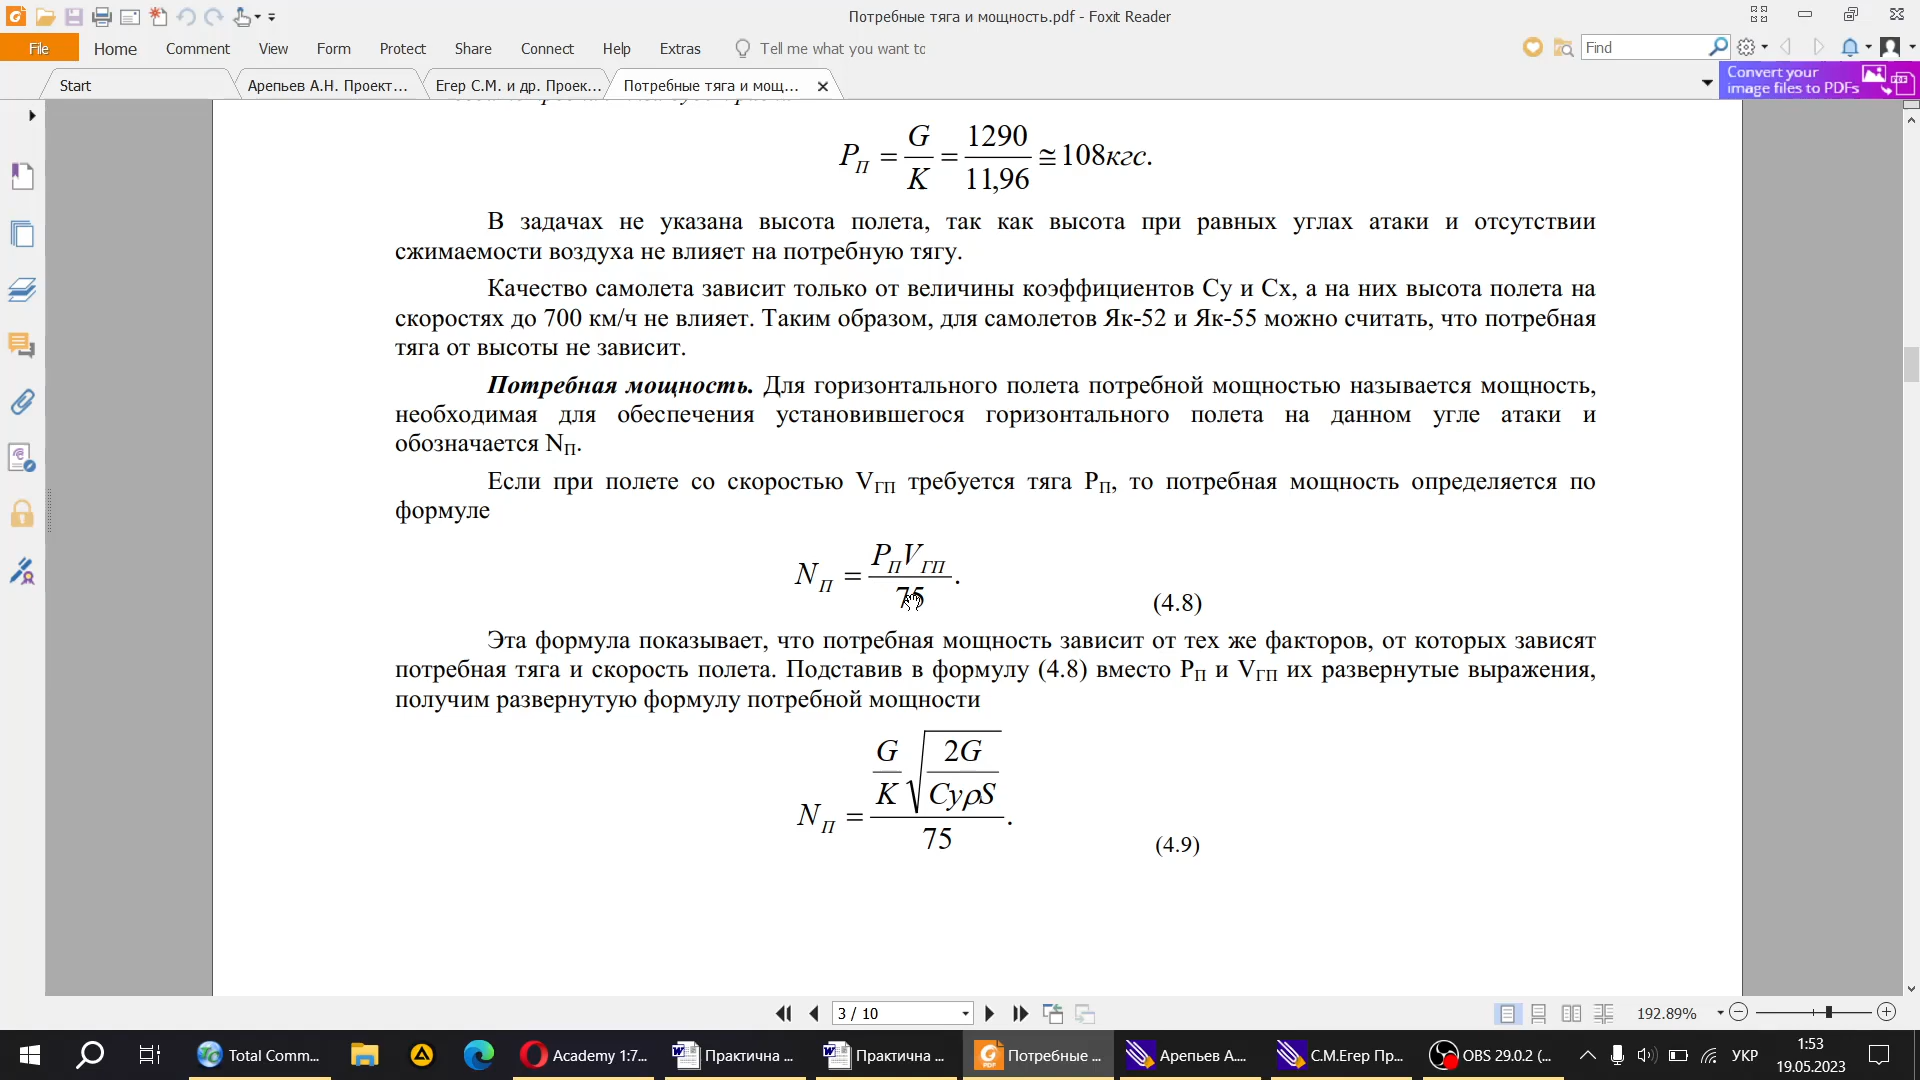 Потребные тяга и мощность.pdf - Foxit Reader
File Home Comment View Form Protect Share Connect Help Extras Tell me what you want to Find
Start Арепьев А.Н. Проект... Егер С.М. и др. Проек... Потребные тяга и мощ... Convert your
image files to PDFs
P_П = G/K = 1290/11,96 ≅ 108кгс.
В задачах не указана высота полета, так как высота при равных углах атаки и отсутствии
сжимаемости воздуха не влияет на потребную тягу.
Качество самолета зависит только от величины коэффициентов Су и Сх, а на них высота полета на
скоростях до 700 км/ч не влияет. Таким образом, для самолетов Як-52 и Як-55 можно считать, что потребная
тяга от высоты не зависит.
Потребная мощность. Для горизонтального полета потребной мощностью называется мощность,
необходимая для обеспечения установившегося горизонтального полета на данном угле атаки и
обозначается N_П.
Если при полете со скоростью V_ГП требуется тяга Р_П, то потребная мощность определяется по
формуле
N_П = P_П V_ГП / 75. (4.8)
Эта формула показывает, что потребная мощность зависит от тех же факторов, от которых зависят
потребная тяга и скорость полета. Подставив в формулу (4.8) вместо Р_П и V_ГП их развернутые выражения,
получим развернутую формулу потребной мощности
N_П = G/K √(2G/CyρS) / 75. (4.9)
3 / 10 192.89%
Total Comm... Academy 1:7... Практична ... Практична ... Потребные ... Арепьев А.... С.М.Егер Пр... OBS 29.0.2 (... УКР 1:53
19.05.2023